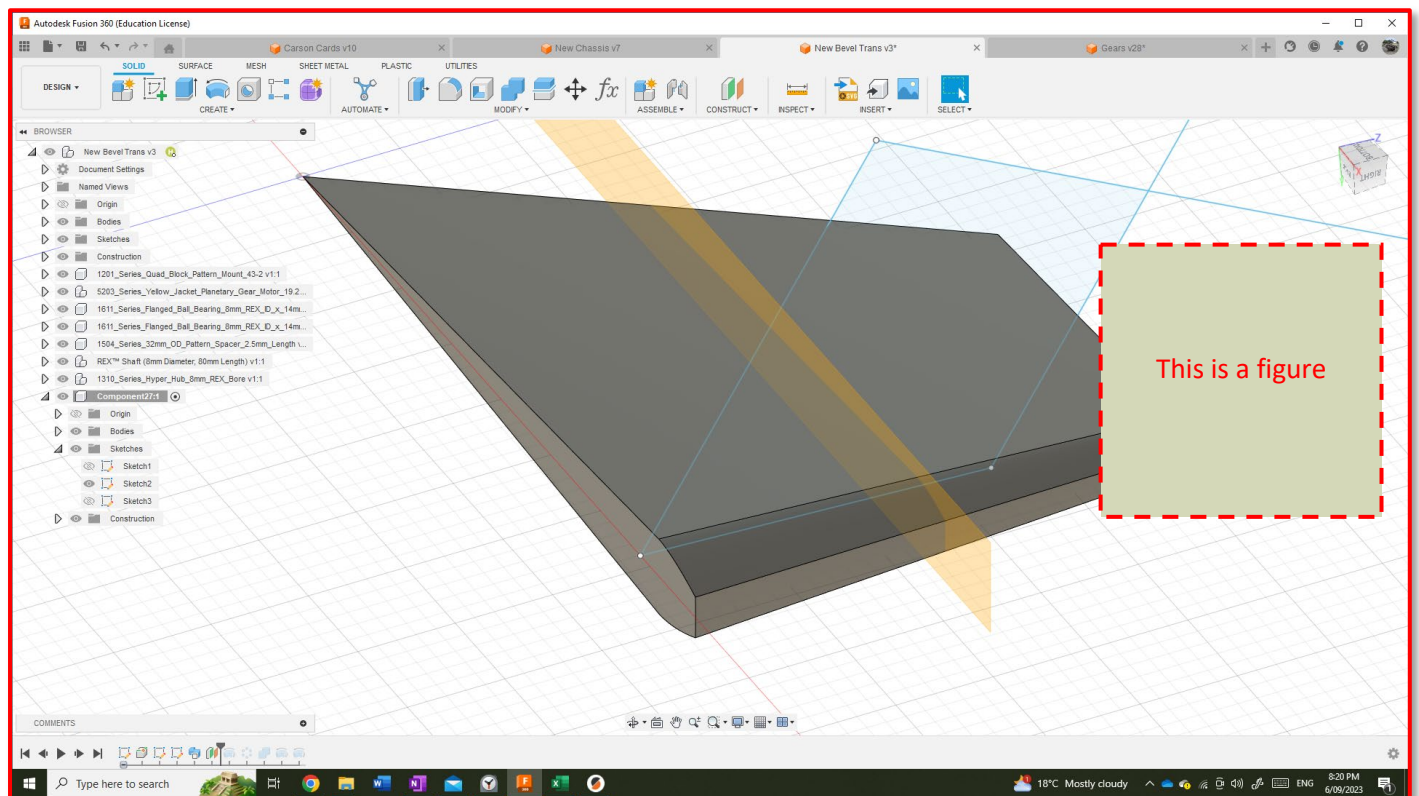 Autodesk Fusion 360 (Education License)
Carson Cards v10
New Chassis v7
New Bevel Trans v3*
Gears v28*
SOLID SURFACE MESH SHEET METAL PLASTIC UTILITIES
DESIGN
CREATE AUTOMATE MODIFY ASSEMBLE CONSTRUCT INSPECT INSERT SELECT
fx
BROWSER
New Bevel Trans v3
Document Settings
Named Views
Origin
Bodies
Sketches
Construction
1201_Series_Quad_Block_Pattern_Mount_43-2 v1:1
5203_Series_Yellow_Jacket_Planetary_Gear_Motor_19.2...
1611_Series_Flanged_Ball_Bearing_8mm_REX_ID_x_14m...
1611_Series_Flanged_Ball_Bearing_8mm_REX_ID_x_14m...
1504_Series_32mm_OD_Pattern_Spacer_2.5mm_Length v...
REX™ Shaft (8mm Diameter, 80mm Length) v1:1
1310_Series_Hyper_Hub_8mm_REX_Bore v1:1
Component27:1
Origin
Bodies
Sketches
Sketch1
Sketch2
Sketch3
Construction
Z
X
RIGHT
This is a figure
COMMENTS
Type here to search
18°C Mostly cloudy
ENG
8:20 PM
6/09/2023